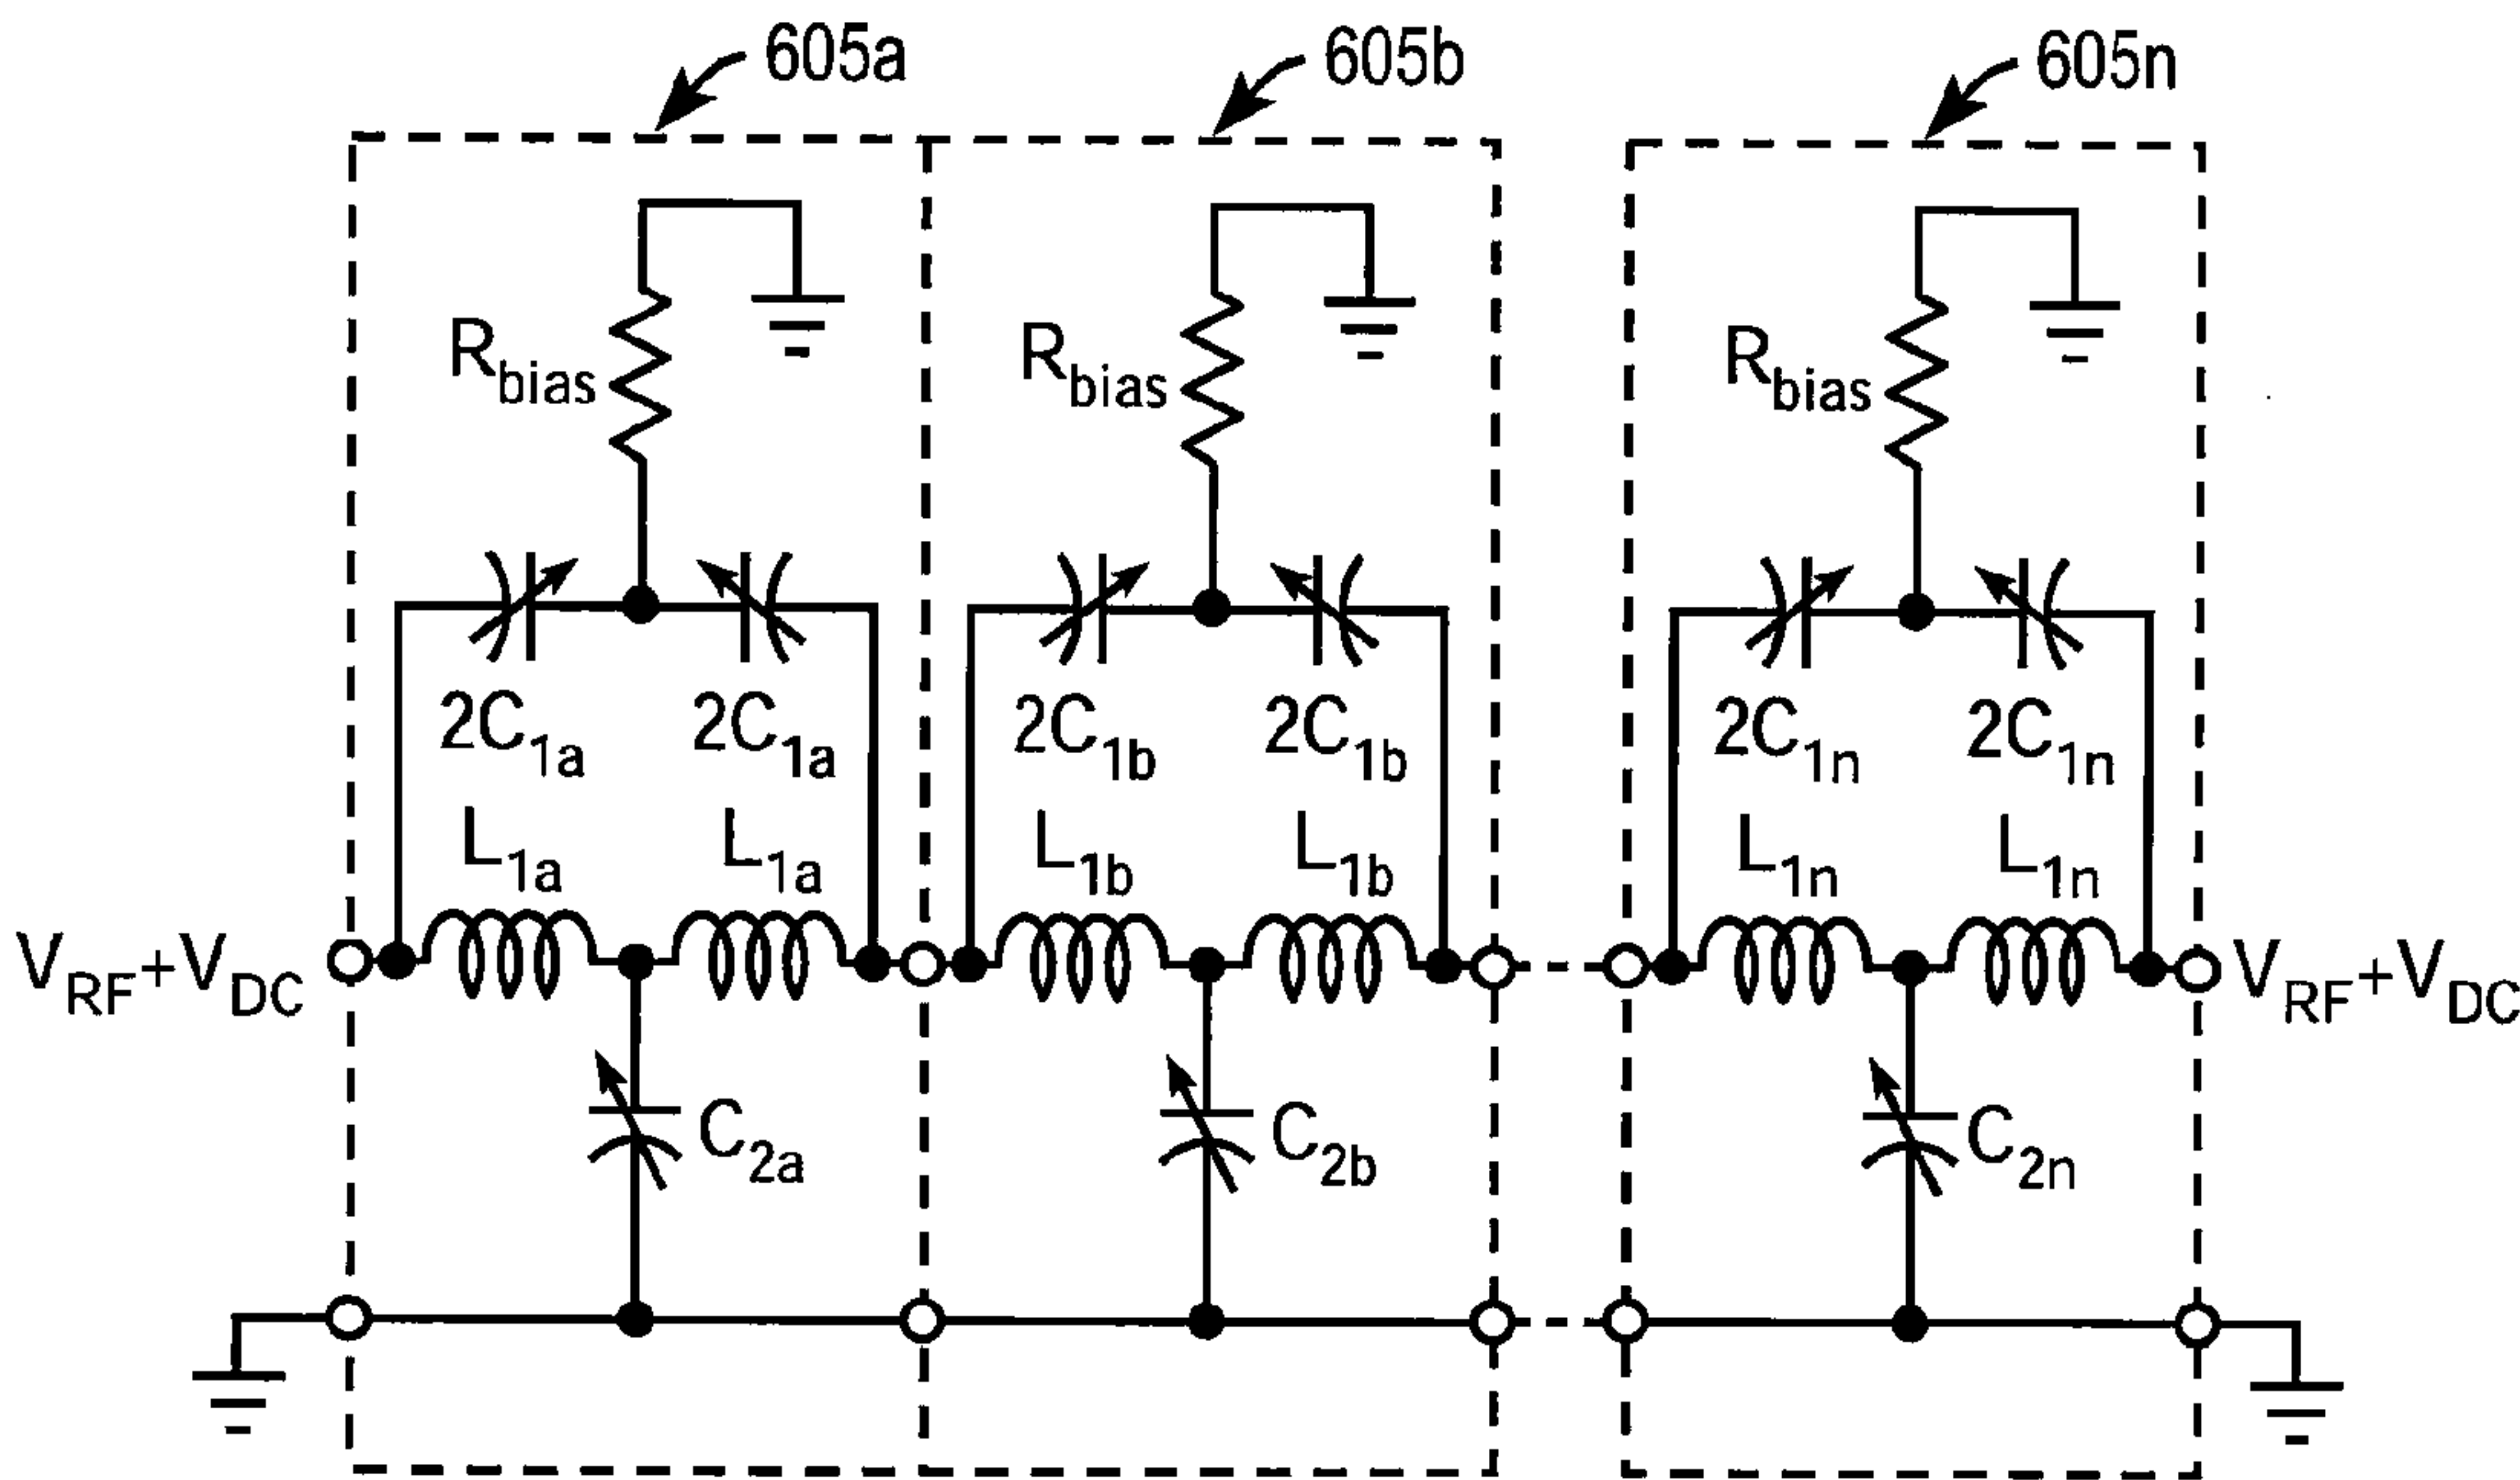 605a 605b 605n
Rbias Rbias Rbias
2C1a 2C1a 2C1b 2C1b 2C1n 2C1n
L1a L1a L1b L1b L1n L1n
VRF+VDC VRF+VDC
C2a C2b C2n